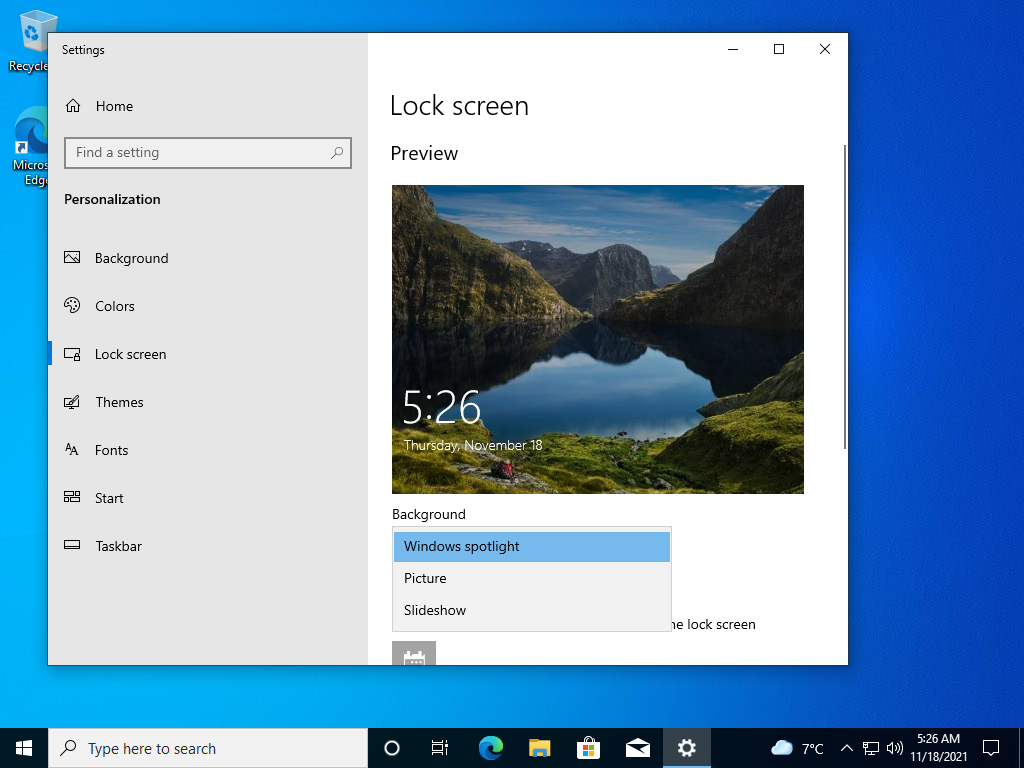 Recycle
Micros
Edge
Settings
Home
Find a setting
Personalization
Background
Colors
Lock screen
Themes
Fonts
Start
Taskbar
Lock screen
Preview
5:26
Thursday, November 18
Background
Windows spotlight
Picture
Slideshow
lock screen
Type here to search
7°C
5:26 AM
11/18/2021